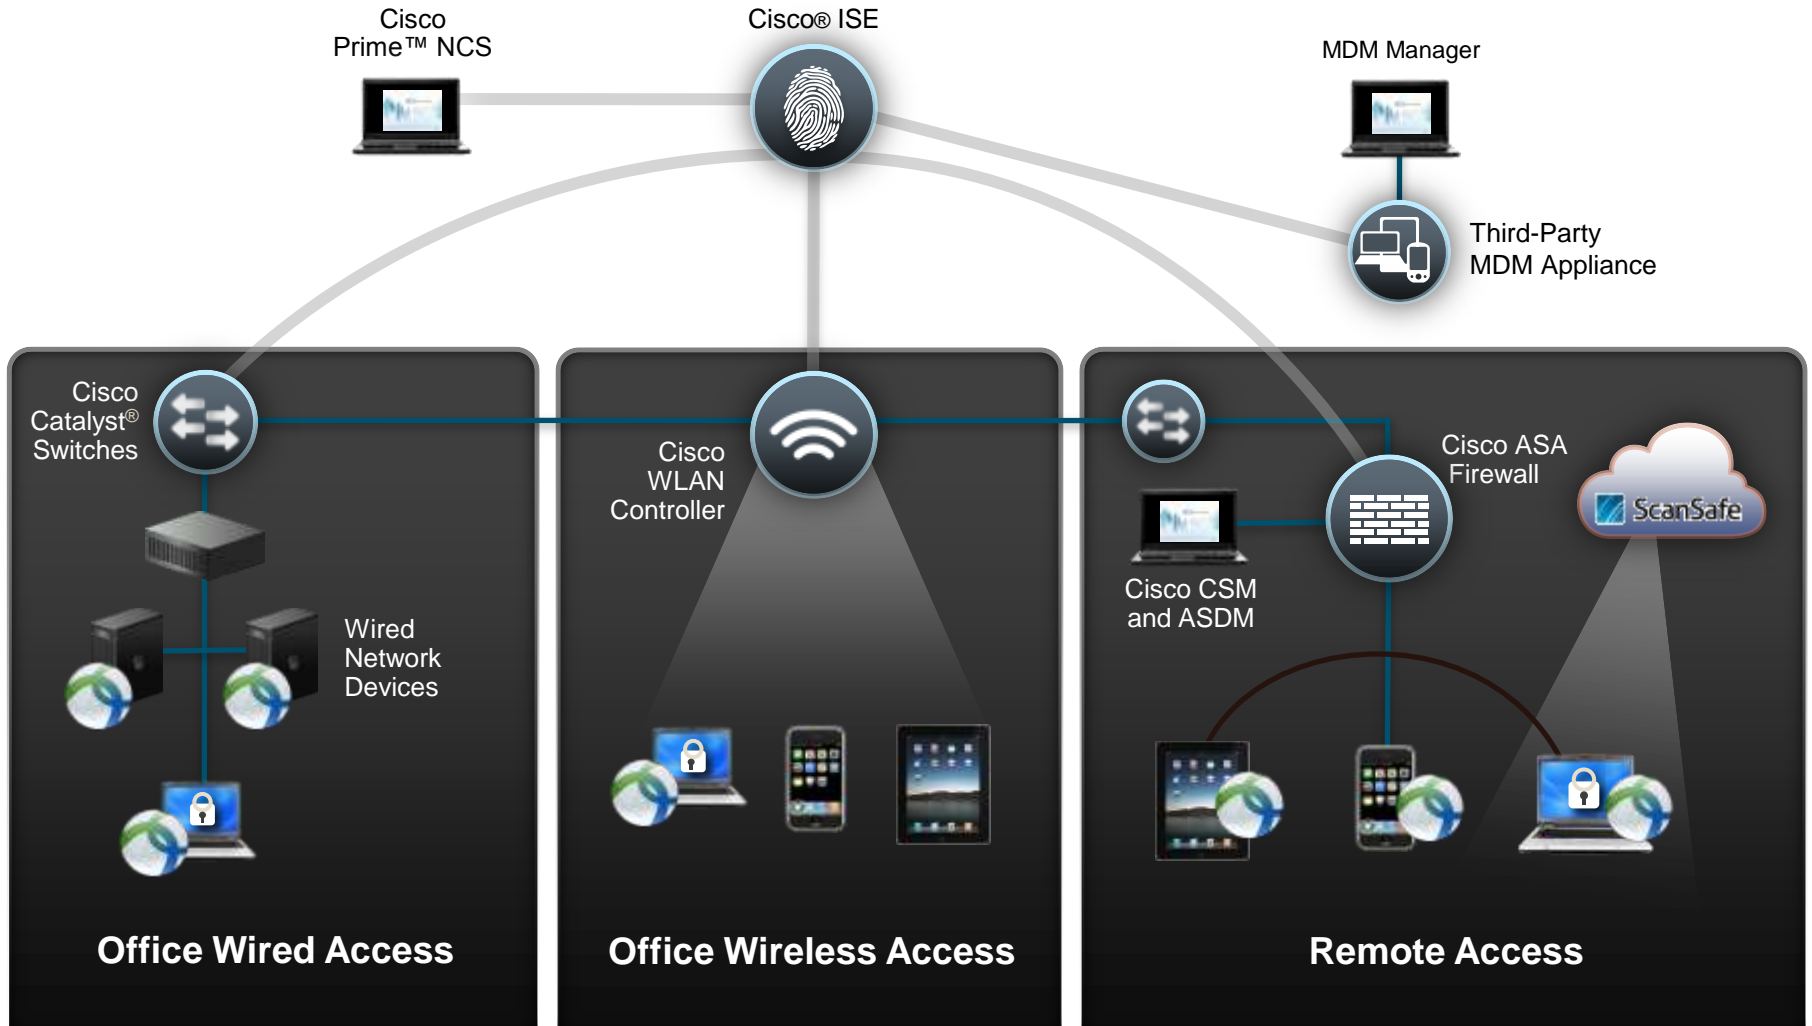 Cisco
Prime™ NCS
Cisco® ISE
MDM Manager
Third-Party
MDM Appliance
Cisco
Catalyst®
Switches
Cisco
WLAN
Controller
Cisco ASA
Firewall
ScanSafe
Cisco CSM
and ASDM
Wired
Network
Devices
Office Wired Access
Office Wireless Access
Remote Access